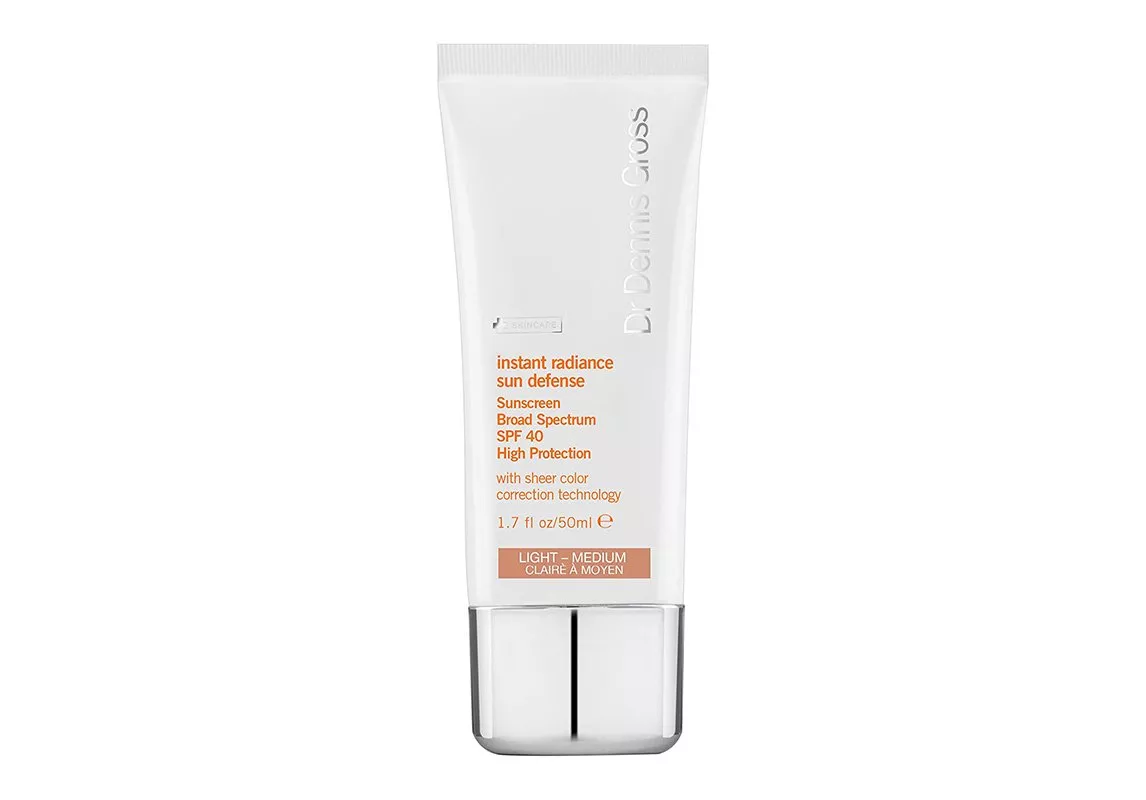 Dr Dennis Gross
SKINCARE
instant radiance
sun defense
Sunscreen
Broad Spectrum
SPF 40
High Protection
with sheer color
correction technology
1.7 fl oz/50ml ℮
LIGHT – MEDIUM
CLAIRÈ À MOYEN